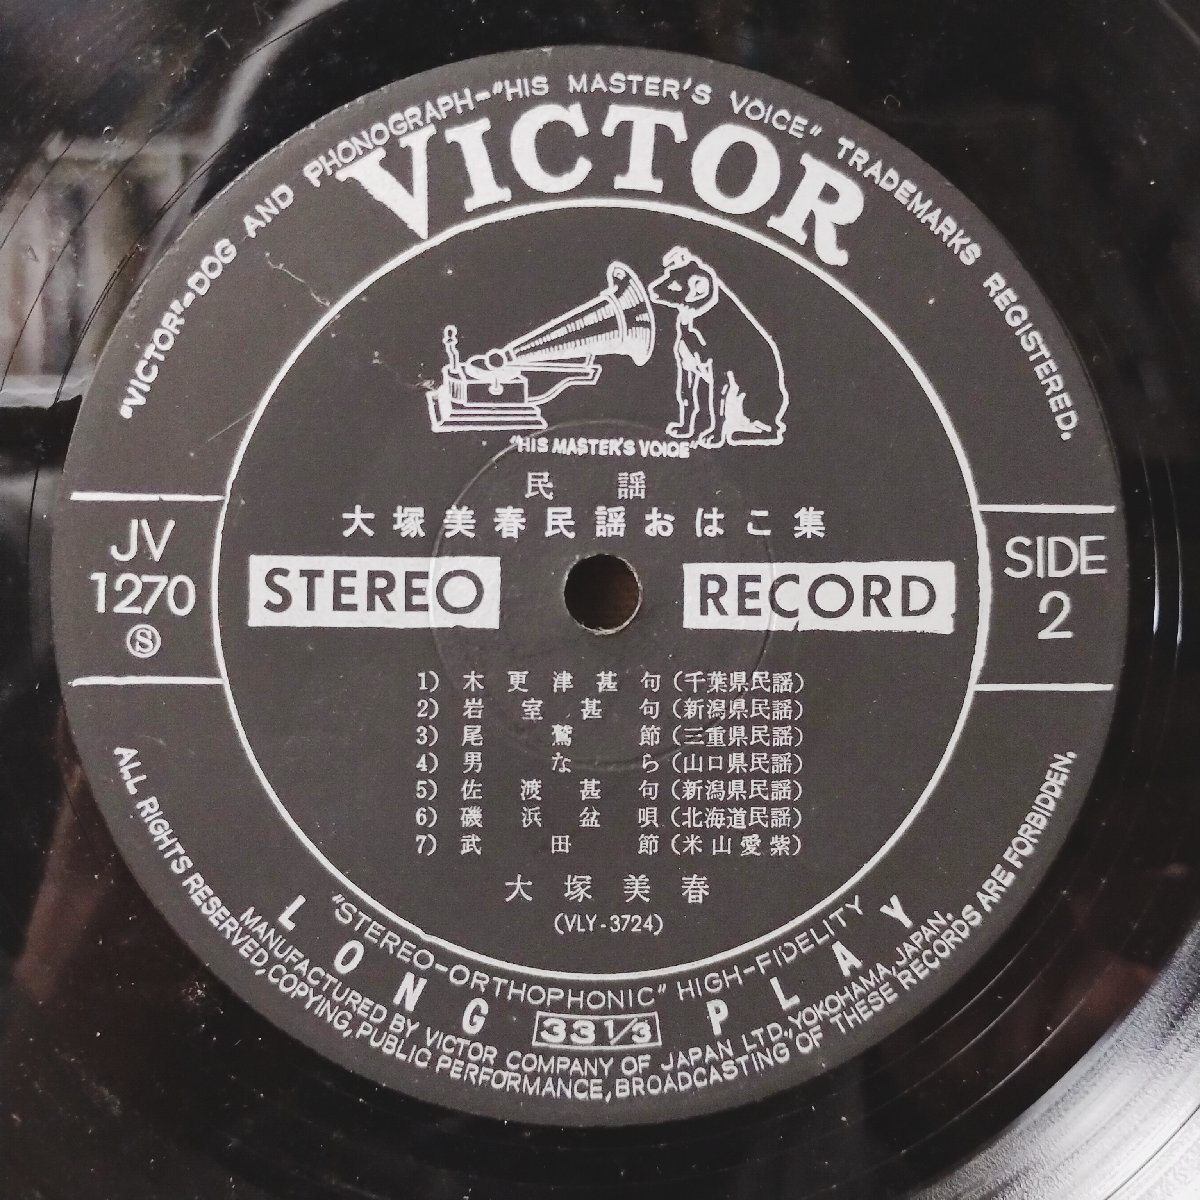 "VICTOR"-DOG AND PHONOGRAPH-"HIS MASTER'S VOICE" TRADEMARKS REGISTERED.
VICTOR
"HIS MASTER'S VOICE"
民謡
大塚美春民謡おはこ集
JV
1270
Ⓢ
STEREO RECORD
SIDE
2
1) 木更津甚句(千葉県民謡)
2) 岩室甚句(新潟県民謡)
3) 尾鷲節(三重県民謡)
4) 男なら(山口県民謡)
5) 佐渡甚句(新潟県民謡)
6) 磯浜盆唄(北海道民謡)
7) 武田節(米山愛紫)
大塚美春
(VLY-3724)
"STEREO-ORTHOPHONIC" HIGH-FIDELITY
LONG 33 1/3 PLAY
MANUFACTURED BY VICTOR COMPANY OF JAPAN LTD., YOKOHAMA, JAPAN.
ALL RIGHTS RESERVED, COPYING, PUBLIC PERFORMANCE, BROADCASTING OF THESE RECORDS ARE FORBIDDEN.